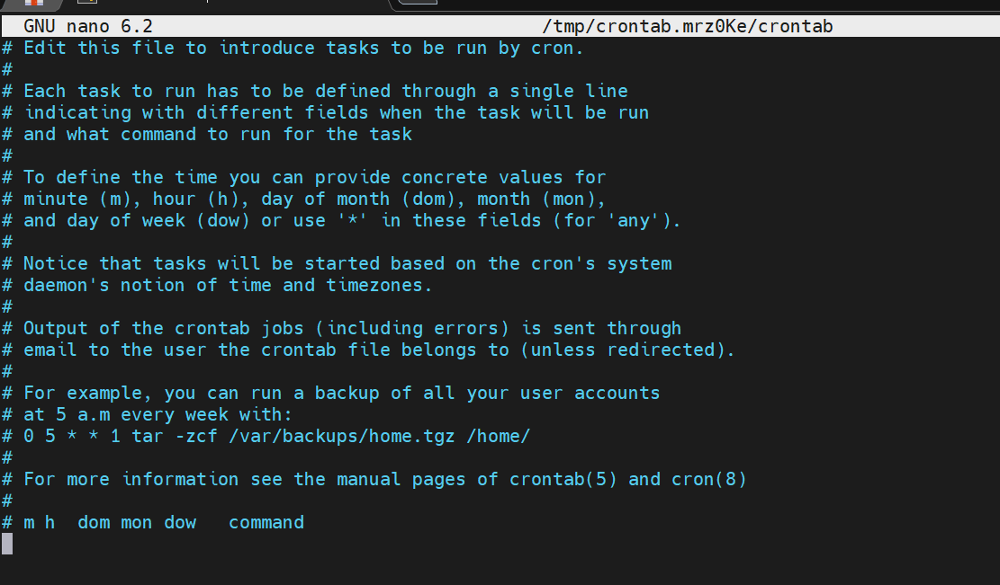 GNU nano 6.2 /tmp/crontab.mrz0Ke/crontab
# Edit this file to introduce tasks to be run by cron.
#
# Each task to run has to be defined through a single line
# indicating with different fields when the task will be run
# and what command to run for the task
#
# To define the time you can provide concrete values for
# minute (m), hour (h), day of month (dom), month (mon),
# and day of week (dow) or use '*' in these fields (for 'any').
#
# Notice that tasks will be started based on the cron's system
# daemon's notion of time and timezones.
#
# Output of the crontab jobs (including errors) is sent through
# email to the user the crontab file belongs to (unless redirected).
#
# For example, you can run a backup of all your user accounts
# at 5 a.m every week with:
# 0 5 * * 1 tar -zcf /var/backups/home.tgz /home/
#
# For more information see the manual pages of crontab(5) and cron(8)
#
# m h  dom mon dow   command